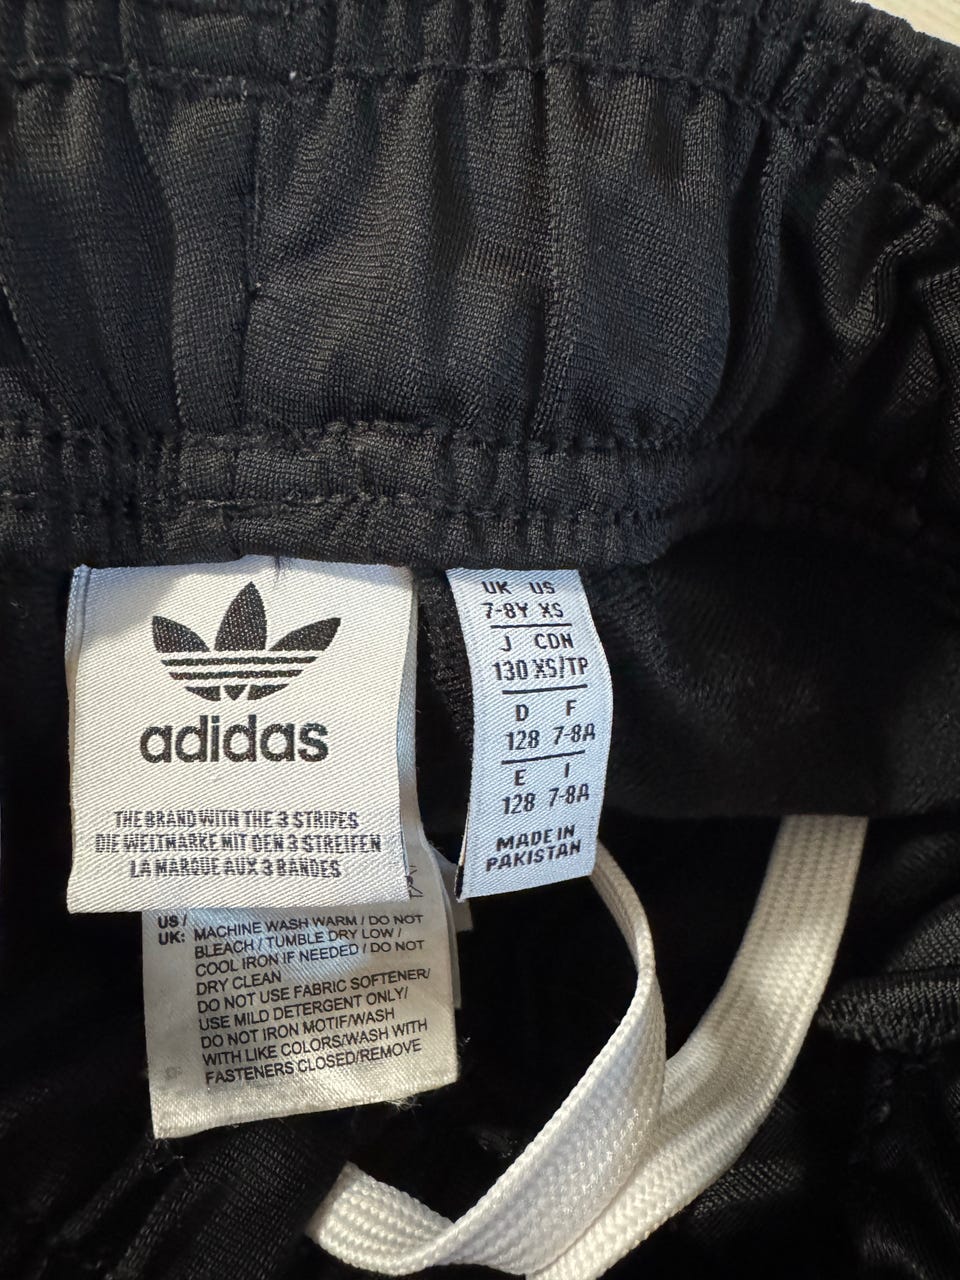 adidas
THE BRAND WITH THE 3 STRIPES
DIE WELTMARKE MIT DEN 3 STREIFEN
LA MARQUE AUX 3 BANDES
UK US
7-8Y XS
J CDN
130 XS/TP
D F
128 7-8A
E I
128 7-8A
MADE IN
PAKISTAN
US /
UK: MACHINE WASH WARM / DO NOT
BLEACH / TUMBLE DRY LOW /
COOL IRON IF NEEDED / DO NOT
DRY CLEAN
DO NOT USE FABRIC SOFTENER/
USE MILD DETERGENT ONLY/
DO NOT IRON MOTIF/WASH
WITH LIKE COLORS/WASH WITH
FASTENERS CLOSED/REMOVE